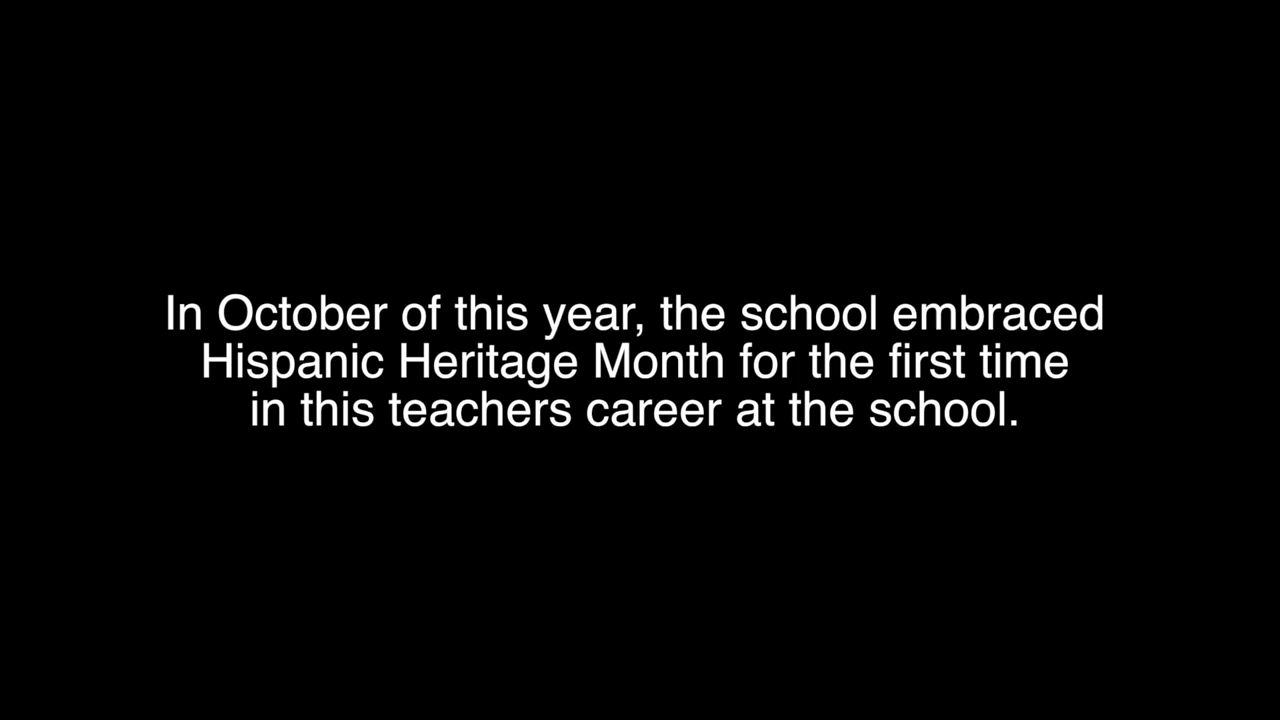 In October of this year, the school embraced
Hispanic Heritage Month for the first time
in this teachers career at the school.